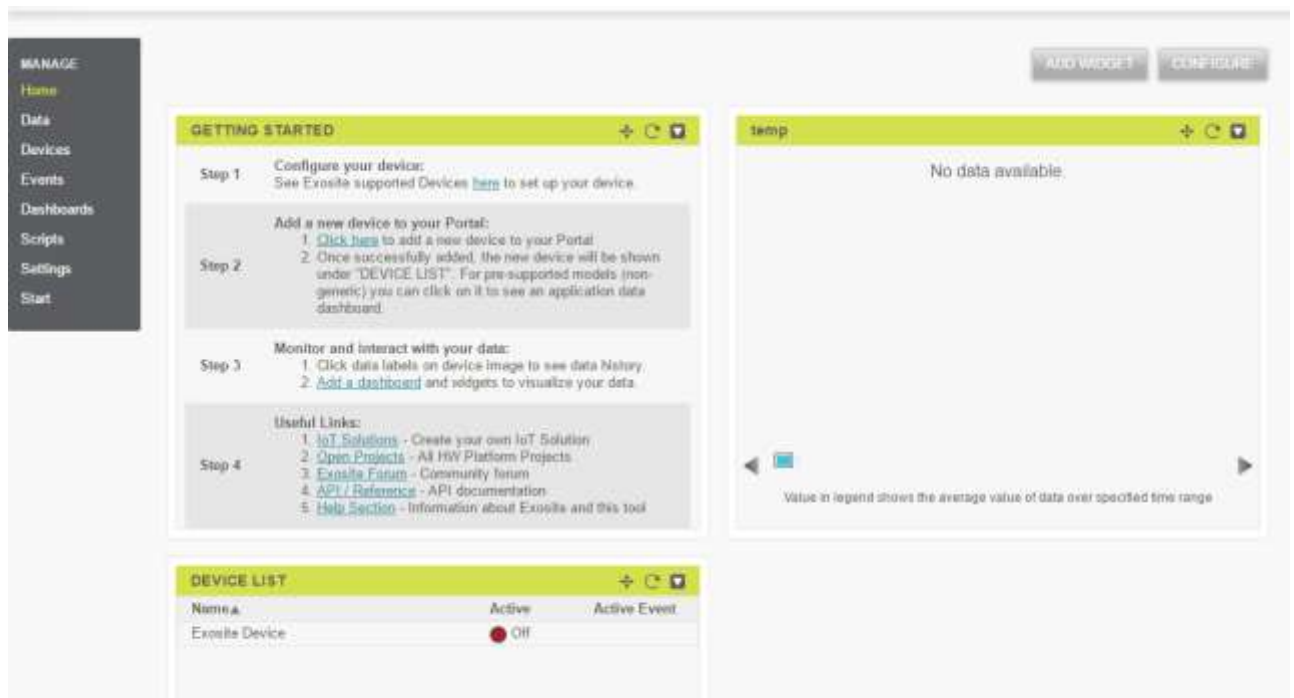 MANAGE
Home
Data
Devices
Events
Dashboards
Scripts
Settings
Start
ADD WIDGET
CONFIGURE
GETTING STARTED
Step 1
Configure your device:
See Exosite supported Devices here to set up your device.
Step 2
Add a new device to your Portal:
1. Click here to add a new device to your Portal
2. Once successfully added, the new device will be shown
under "DEVICE LIST". For pre-supported models (non-
generic) you can click on it to see an application data
dashboard.
Step 3
Monitor and interact with your data:
1. Click data labels on device image to see data history.
2. Add a dashboard and widgets to visualize your data.
Step 4
Useful Links:
1. IoT Solutions - Create your own IoT Solution
2. Open Projects - All HW Platform Projects
3. Exosite Forum - Community forum
4. API / Reference - API documentation
5. Help Section - Information about Exosite and this tool
temp
No data available
Value in legend shows the average value of data over specified time range
DEVICE LIST
Name Active Active Event
Exosite Device Off